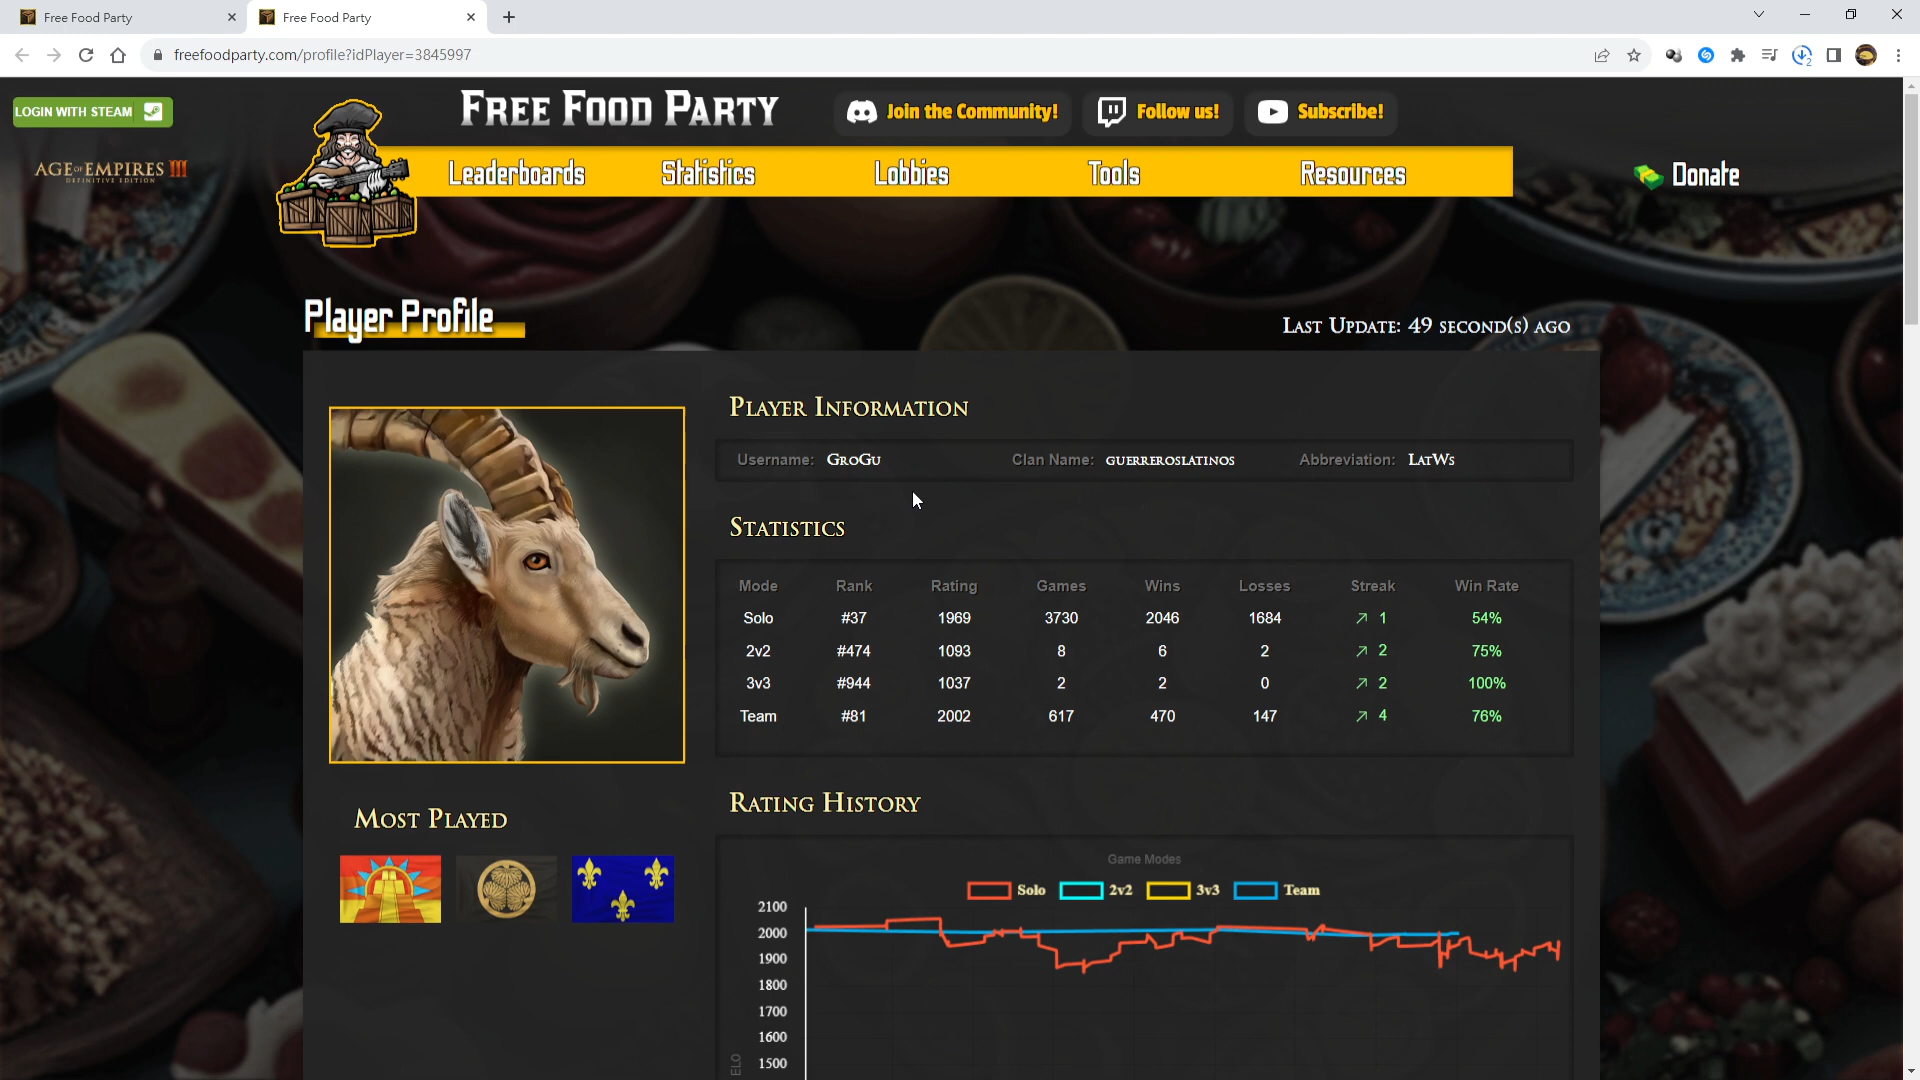 Free Food Party
Free Food Party
freefoodparty.com/profile?idPlayer=3845997
2
LOGIN WITH STEAM
FREE FOOD PARTY
Join the Community!
Follow us!
Subscribe!
AGE OF EMPIRES III
DEFINITIVE EDITION
Leaderboards
Statistics
Lobbies
Tools
Resources
Donate
Player Profile
LAST UPDATE: 49 SECOND(S) AGO
PLAYER INFORMATION
Username: GROGU
Clan Name: GUERREROSLATINOS
Abbreviation: LATWS
STATISTICS
Mode Rank Rating Games Wins Losses Streak Win Rate
Solo #37 1969 3730 2046 1684 1 54%
2v2 #474 1093 8 6 2 2 75%
3v3 #944 1037 2 2 0 2 100%
Team #81 2002 617 470 147 4 76%
MOST PLAYED
RATING HISTORY
Game Modes
Solo 2v2 3v3 Team
2100
2000
1900
1800
1700
1600
1500
ELO